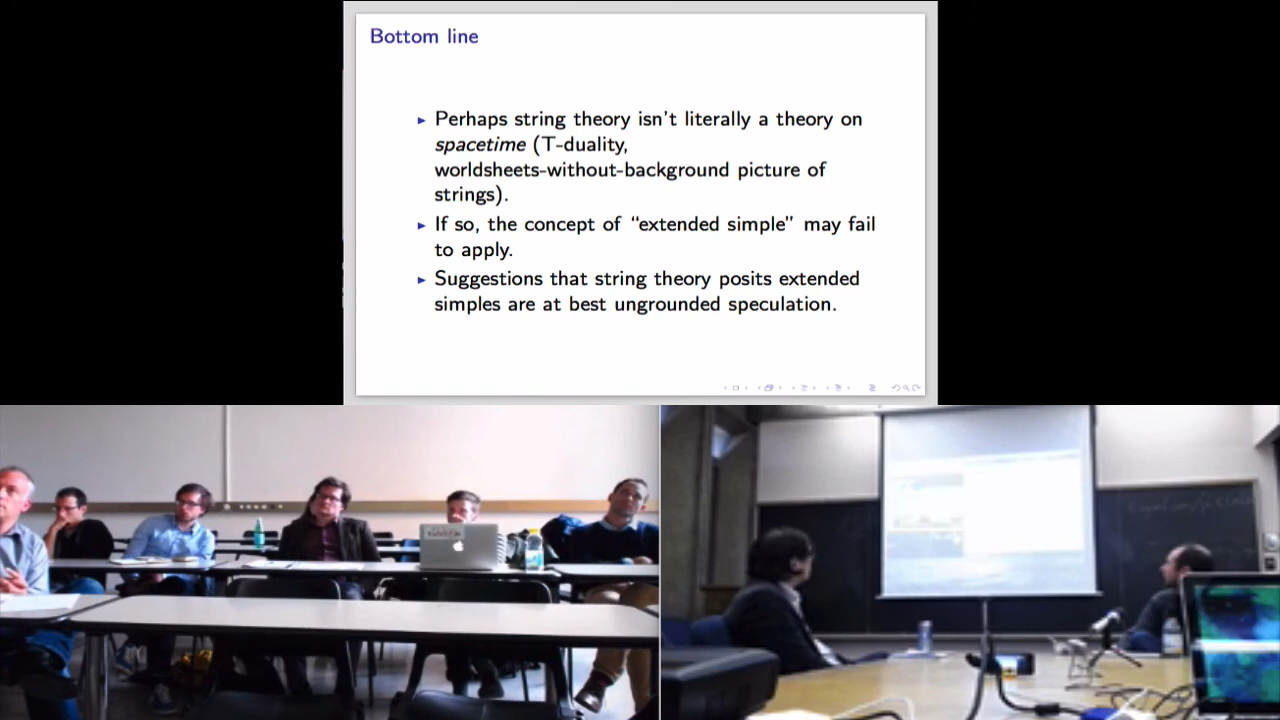 Bottom line
▸ Perhaps string theory isn't literally a theory on
spacetime (T-duality,
worldsheets-without-background picture of
strings).
▸ If so, the concept of “extended simple” may fail
to apply.
▸ Suggestions that string theory posits extended
simples are at best ungrounded speculation.